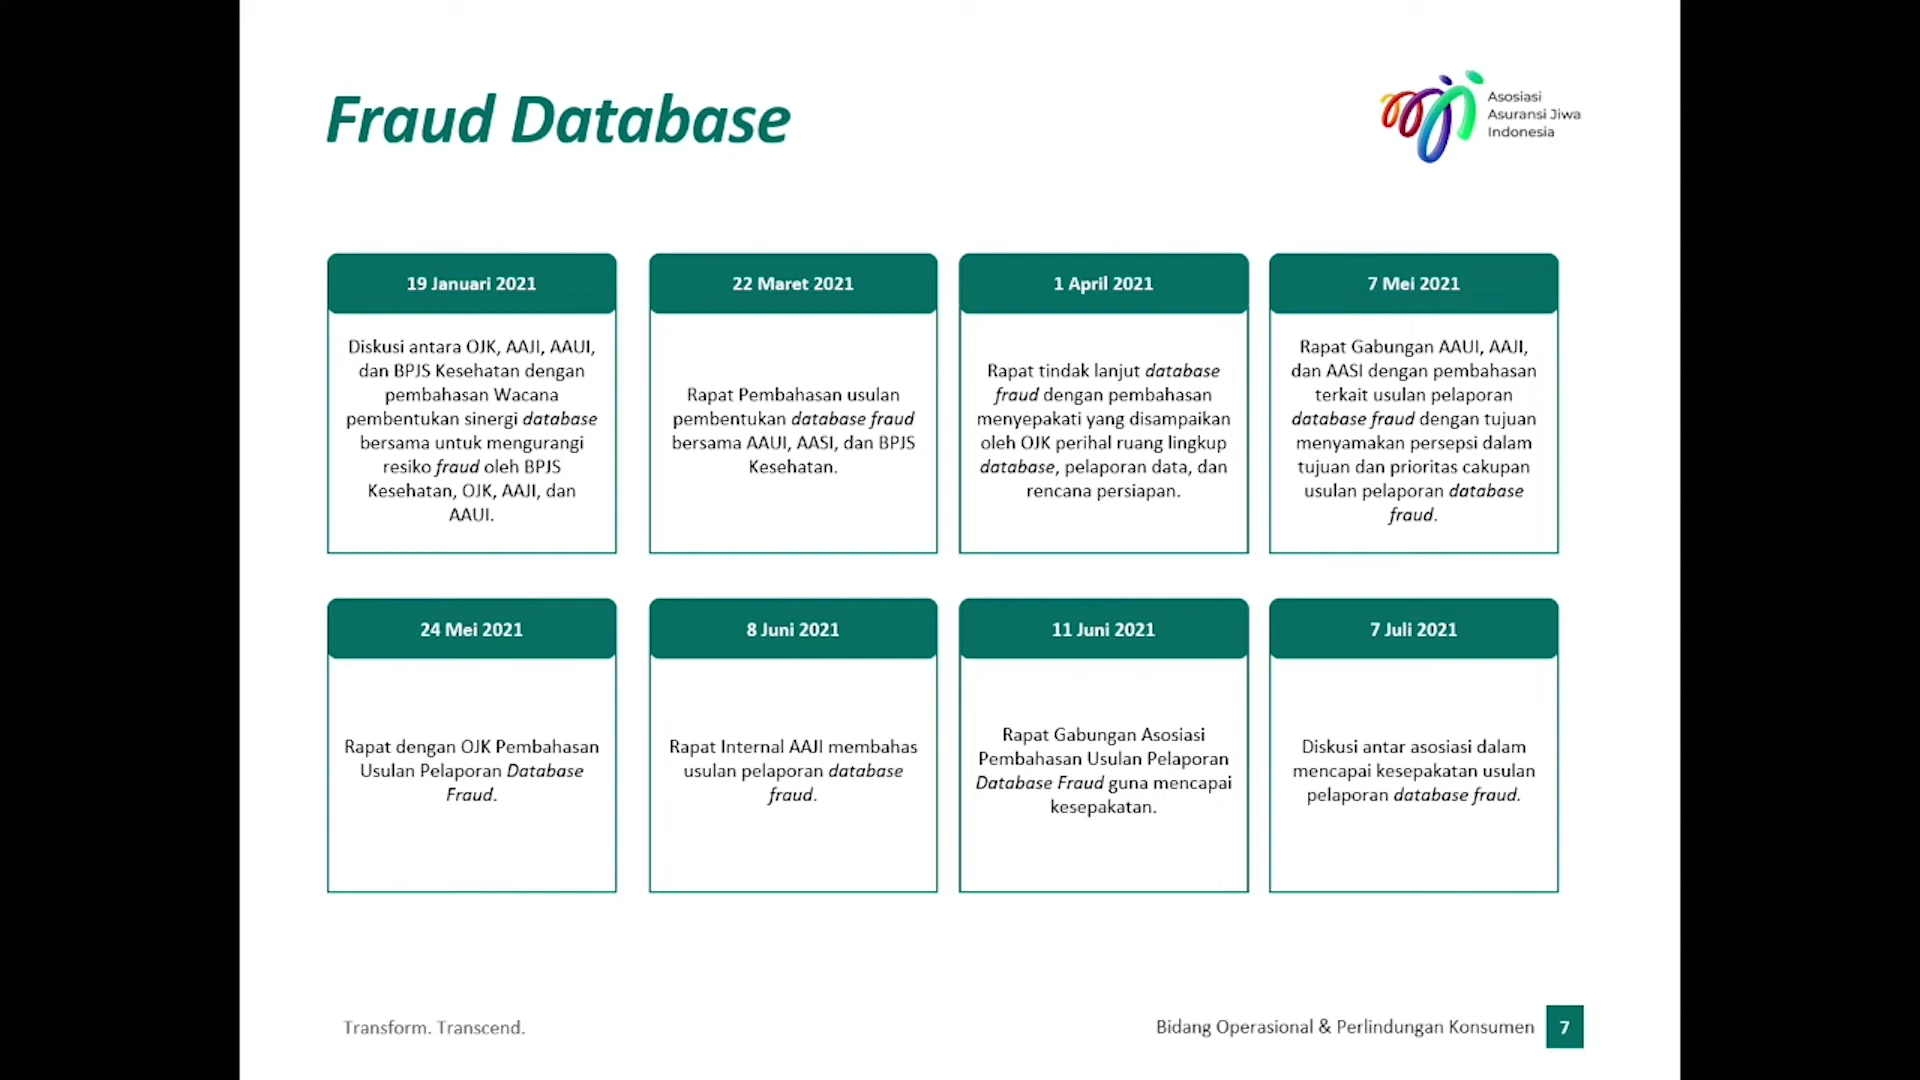 Fraud Database
Asosiasi
Asuransi Jiwa
Indonesia
19 Januari 2021
Diskusi antara OJK, AAJI, AAUI,
dan BPJS Kesehatan dengan
pembahasan Wacana
pembentukan sinergi database
bersama untuk mengurangi
resiko fraud oleh BPJS
Kesehatan, OJK, AAJI, dan
AAUI.
22 Maret 2021
Rapat Pembahasan usulan
pembentukan database fraud
bersama AAUI, AASI, dan BPJS
Kesehatan.
1 April 2021
Rapat tindak lanjut database
fraud dengan pembahasan
menyepakati yang disampaikan
oleh OJK perihal ruang lingkup
database, pelaporan data, dan
rencana persiapan.
7 Mei 2021
Rapat Gabungan AAUI, AAJI,
dan AASI dengan pembahasan
terkait usulan pelaporan
database fraud dengan tujuan
menyamakan persepsi dalam
tujuan dan prioritas cakupan
usulan pelaporan database
fraud.
24 Mei 2021
Rapat dengan OJK Pembahasan
Usulan Pelaporan Database
Fraud.
8 Juni 2021
Rapat Internal AAJI membahas
usulan pelaporan database
fraud.
11 Juni 2021
Rapat Gabungan Asosiasi
Pembahasan Usulan Pelaporan
Database Fraud guna mencapai
kesepakatan.
7 Juli 2021
Diskusi antar asosiasi dalam
mencapai kesepakatan usulan
pelaporan database fraud.
Transform. Transcend.
Bidang Operasional & Perlindungan Konsumen
7